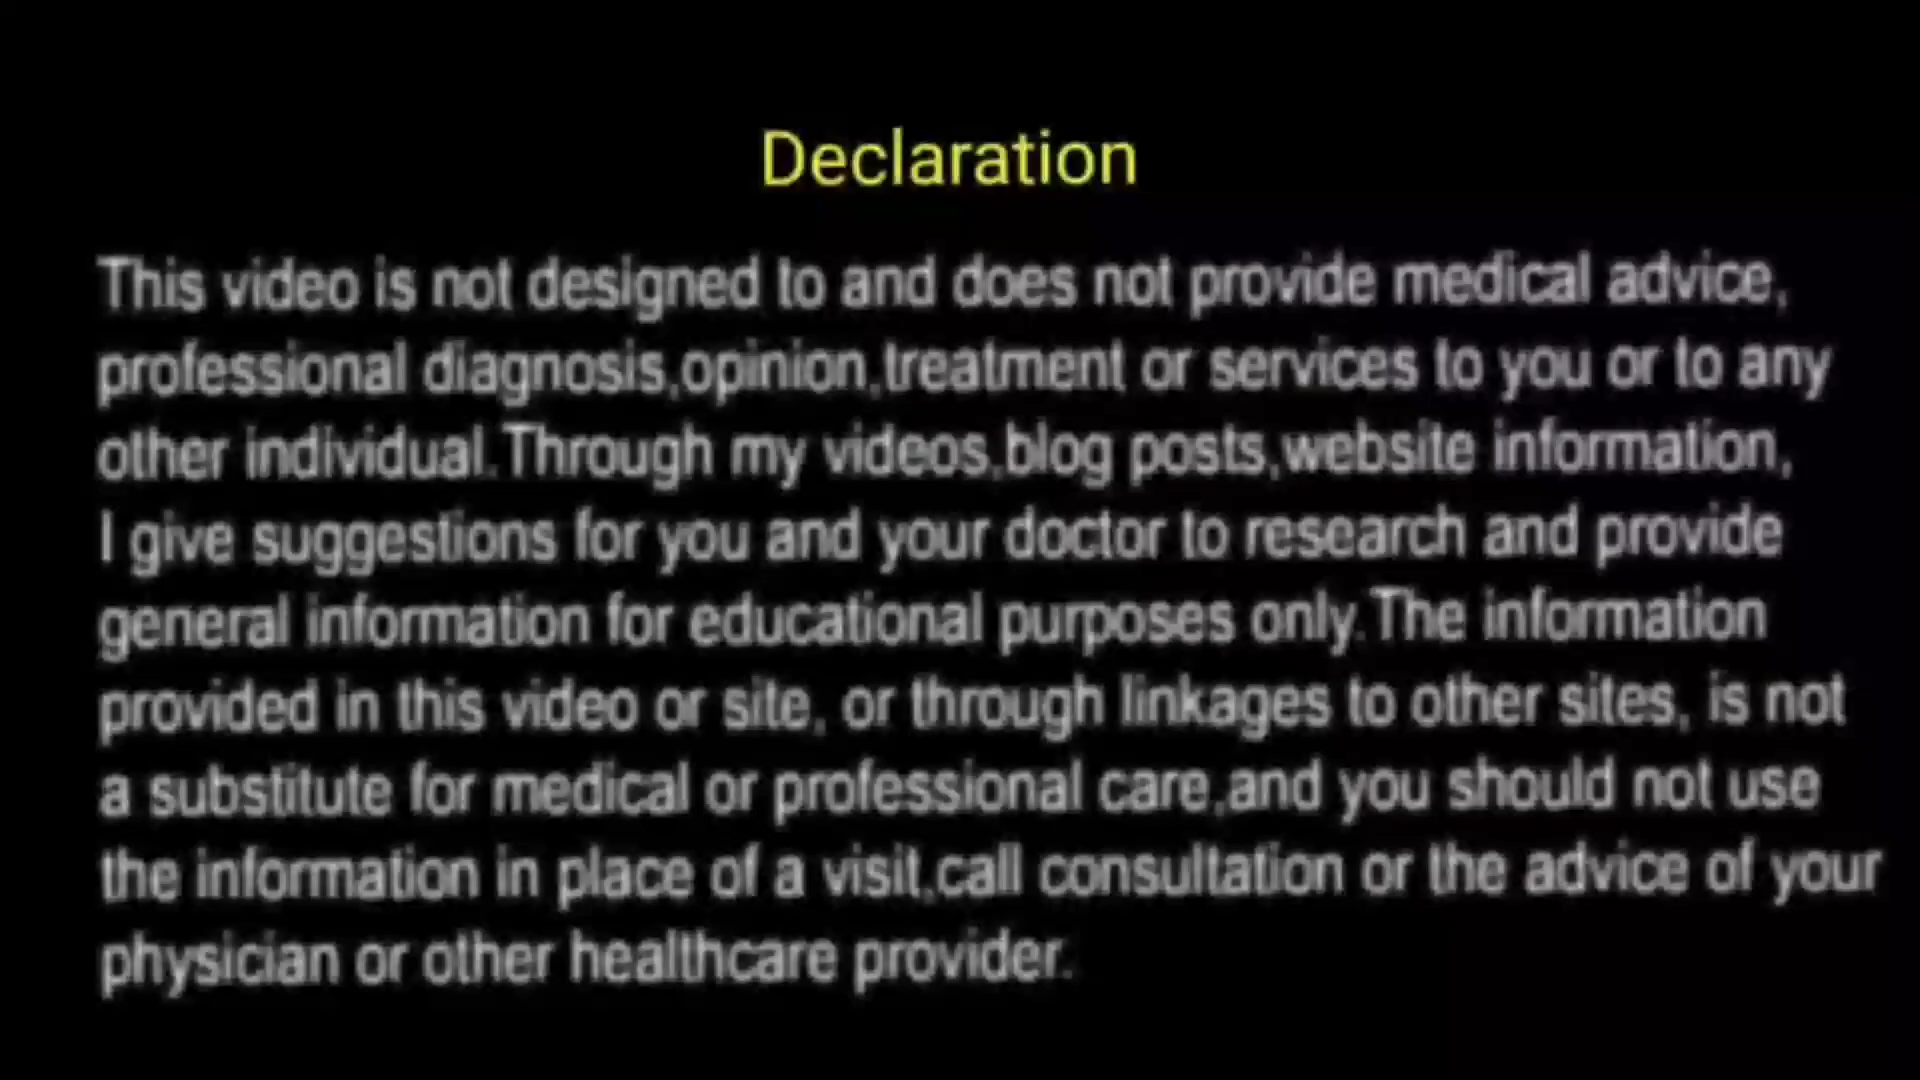 Declaration
This video is not designed to and does not provide medical advice,
professional diagnosis,opinion,treatment or services to you or to any
other individual.Through my videos,blog posts,website information,
I give suggestions for you and your doctor to research and provide
general information for educational purposes only.The information
provided in this video or site, or through linkages to other sites, is not
a substitute for medical or professional care,and you should not use
the information in place of a visit,call consultation or the advice of your
physician or other healthcare provider.